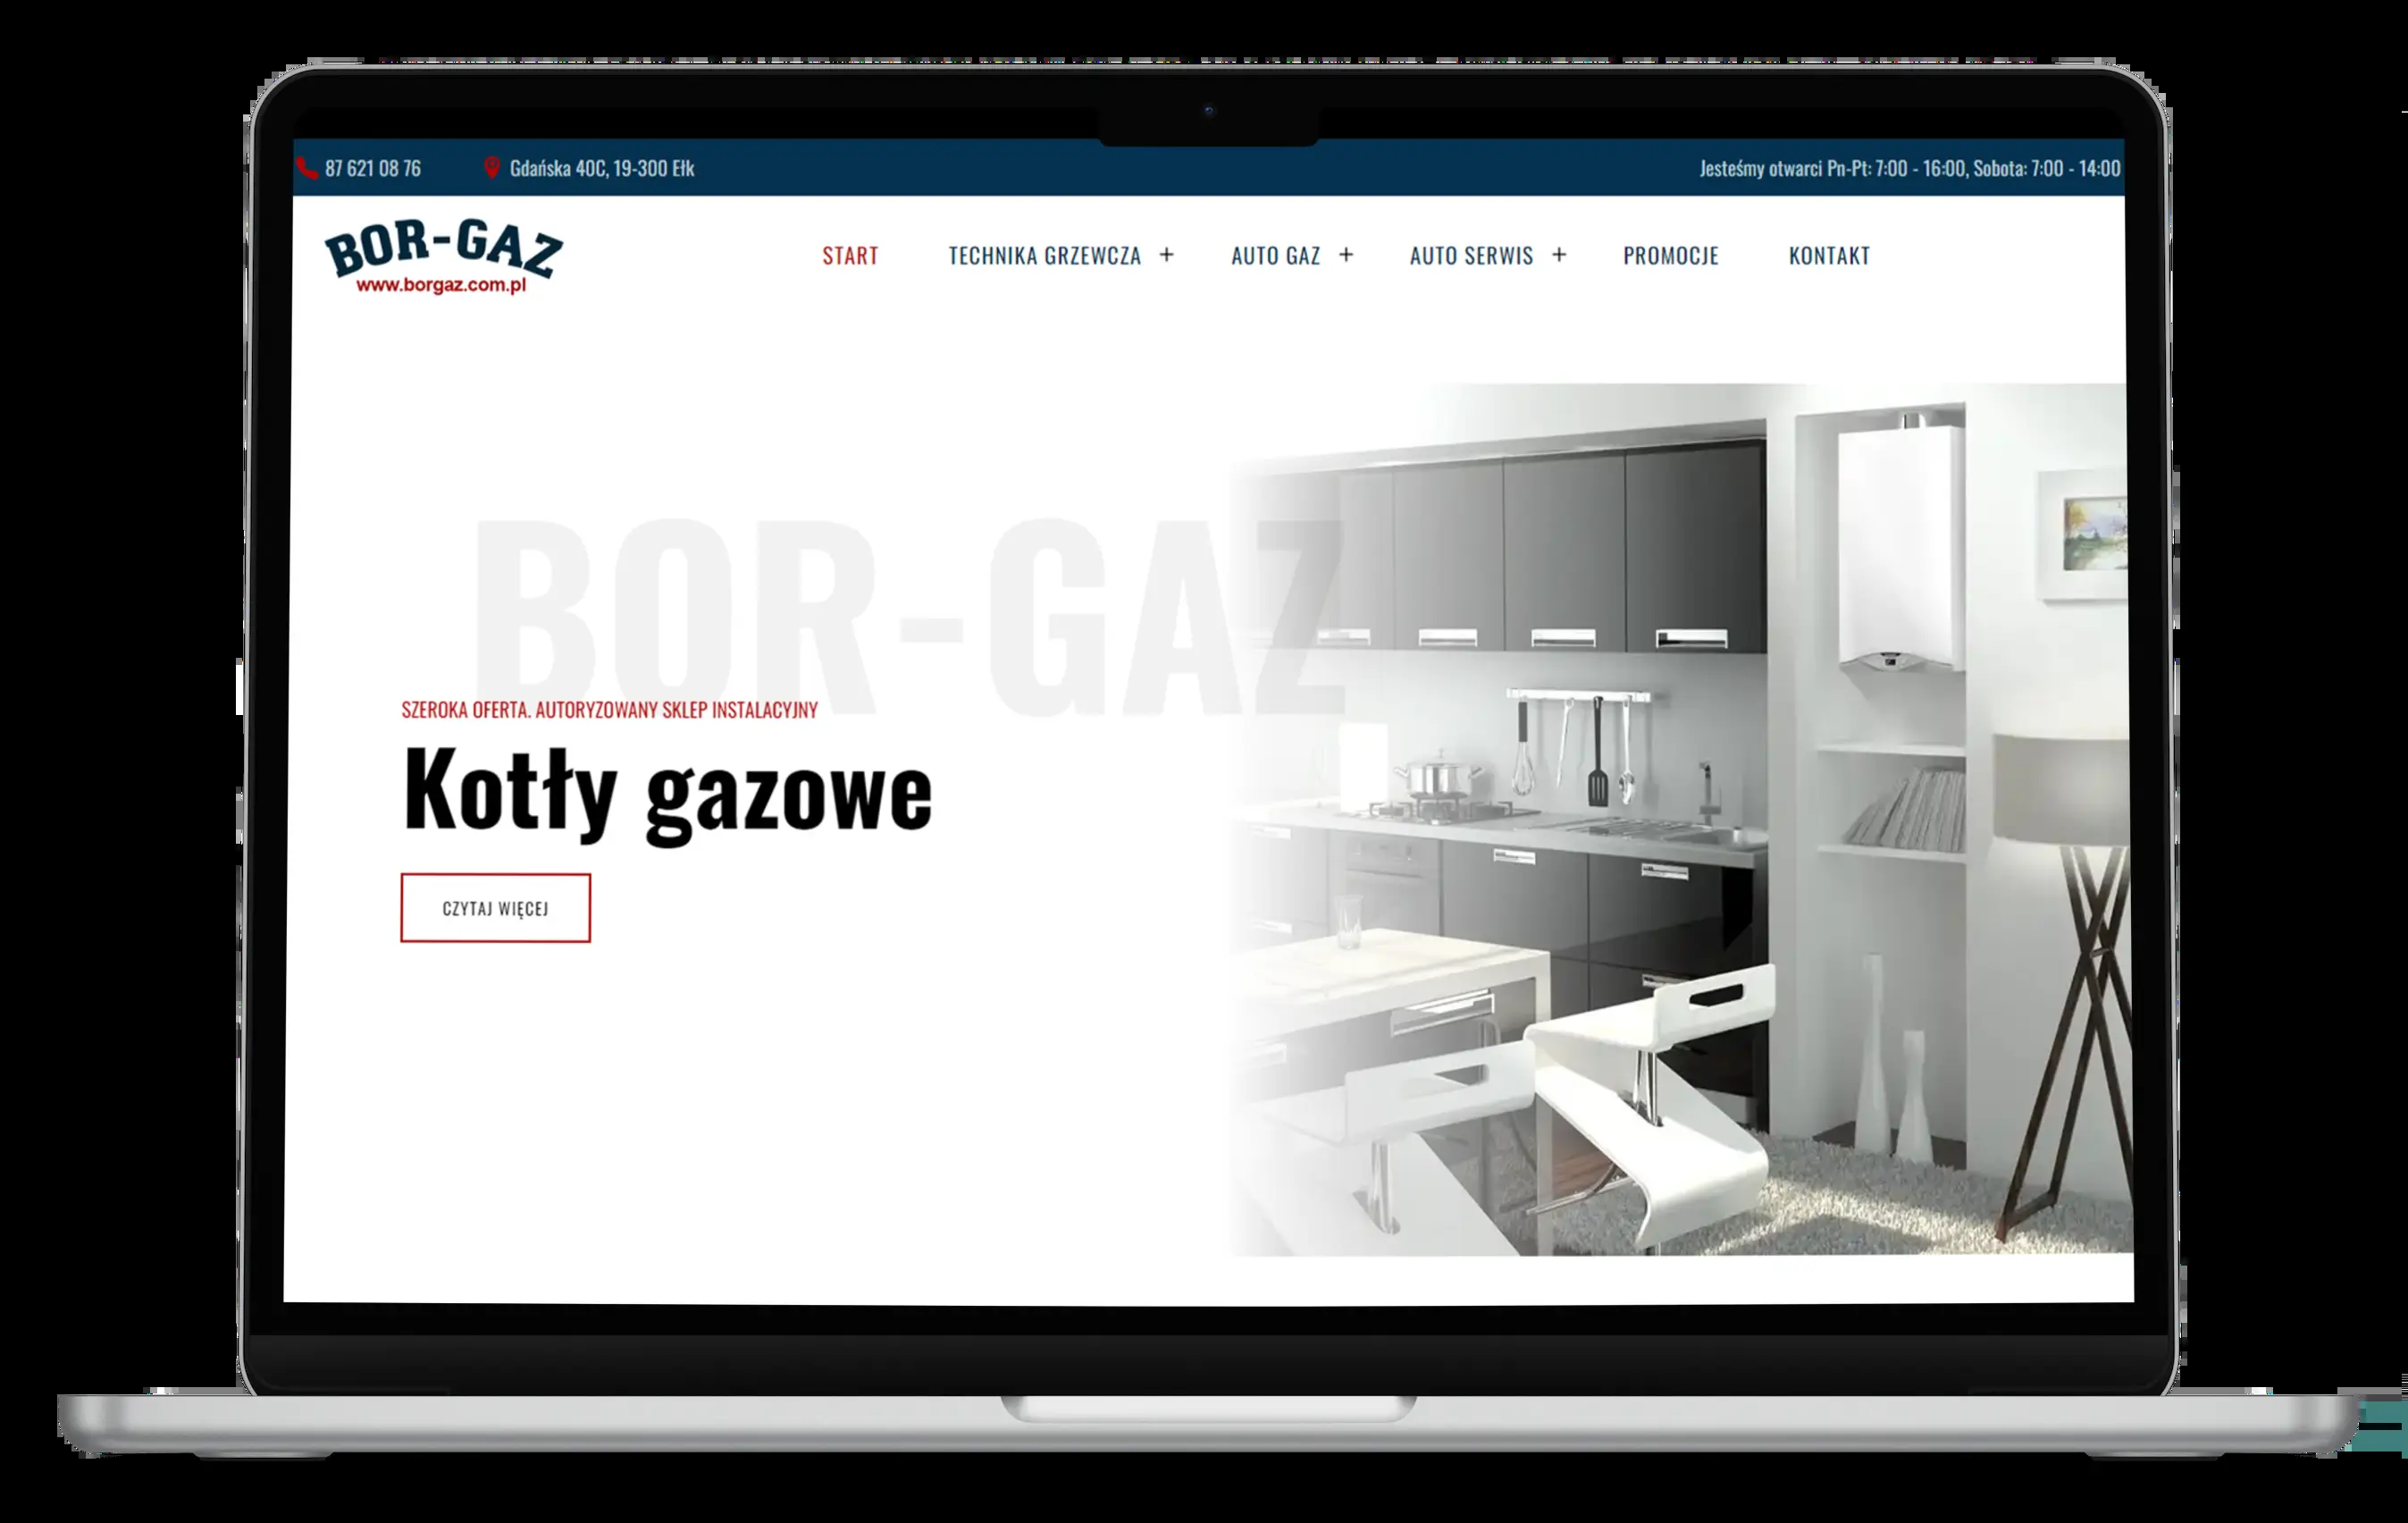 87 621 08 76 Gdańska 40C, 19-300 Ełk Jesteśmy otwarci Pn-Pt: 7:00 - 16:00, Sobota: 7:00 - 14:00
BOR-GAZ
www.borgaz.com.pl
START TECHNIKA GRZEWCZA + AUTO GAZ + AUTO SERWIS + PROMOCJE KONTAKT
BOR-GAZ
SZEROKA OFERTA. AUTORYZOWANY SKLEP INSTALACYJNY
Kotły gazowe
CZYTAJ WIĘCEJ